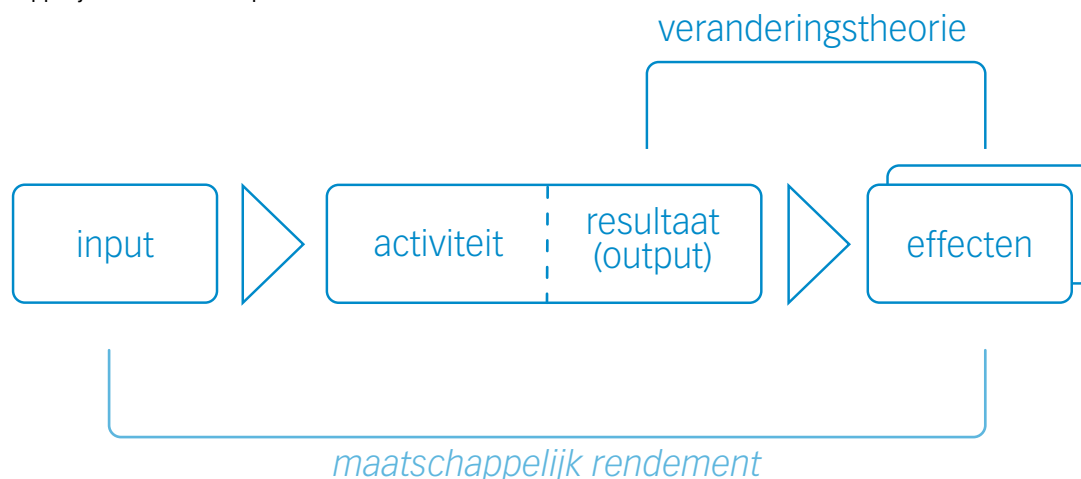 veranderingstheorie
input
activiteit
resultaat
(output)
effecten
maatschappelijk rendement